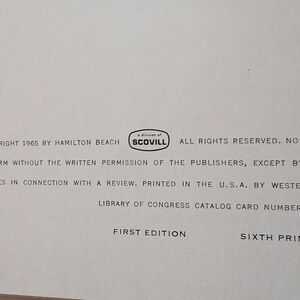 RIGHT 1965 BY HAMILTON BEACH a division of SCOVILL ALL RIGHTS RESERVED. NO
RM WITHOUT THE WRITTEN PERMISSION OF THE PUBLISHERS, EXCEPT BY
ES IN CONNECTION WITH A REVIEW. PRINTED IN THE U.S.A. BY WESTE
LIBRARY OF CONGRESS CATALOG CARD NUMBER
FIRST EDITION SIXTH PRIN